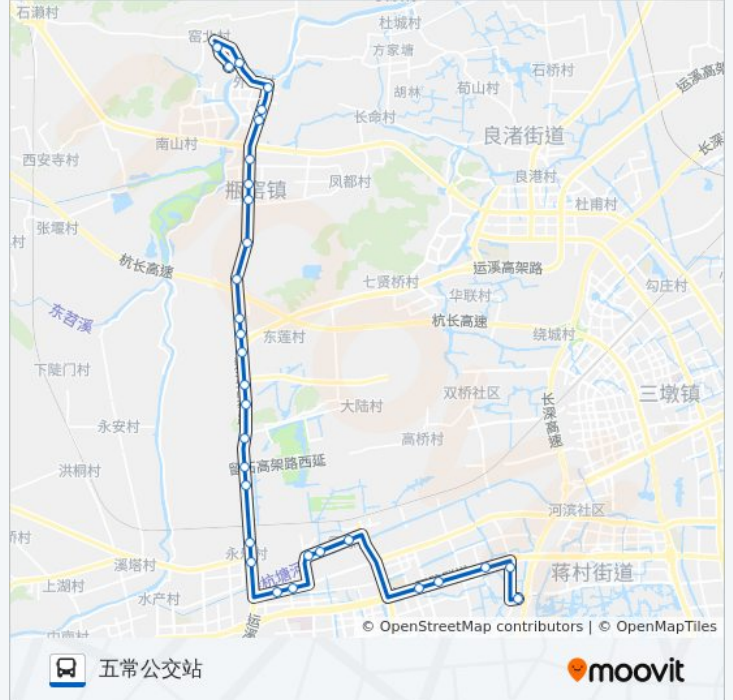 石濑村
窑北村
杜城村
方家塘
石桥村
运溪高架
胡林
荀山村
长命村
良渚街道
长深
南山村
西安寺村
瓶窑镇
凤都村
良港村
杜甫村
张堰村
村
杭长高速
七贤桥村
运溪高架路
勾庄村
华联村
东苕溪
杭长高速
绕城村
东莲村
下陡门村
双桥社区
三墩镇
大陆村
长深高速
永安村
高桥村
洪桐村
留石高架路西延
河滨社区
桥村
溪塔村
杭塘
蒋村街道
上湖村
水产村
© OpenStreetMap contributors | © OpenMapTiles
五常公交站
moovit